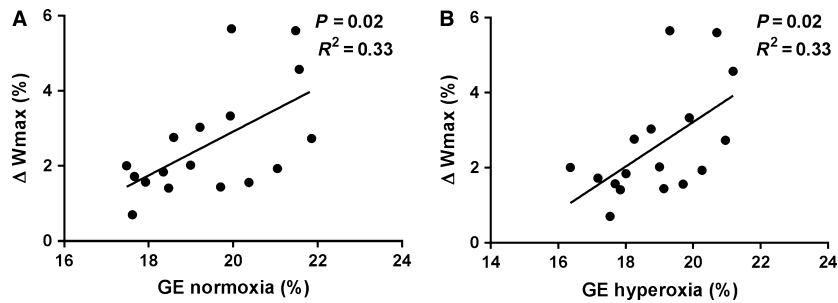 A
P = 0.02
R² = 0.33
Δ Wmax (%)
6
4
2
0
16 18 20 22 24
GE normoxia (%)
B
P = 0.02
R² = 0.33
Δ Wmax (%)
6
4
2
0
14 16 18 20 22 24
GE hyperoxia (%)